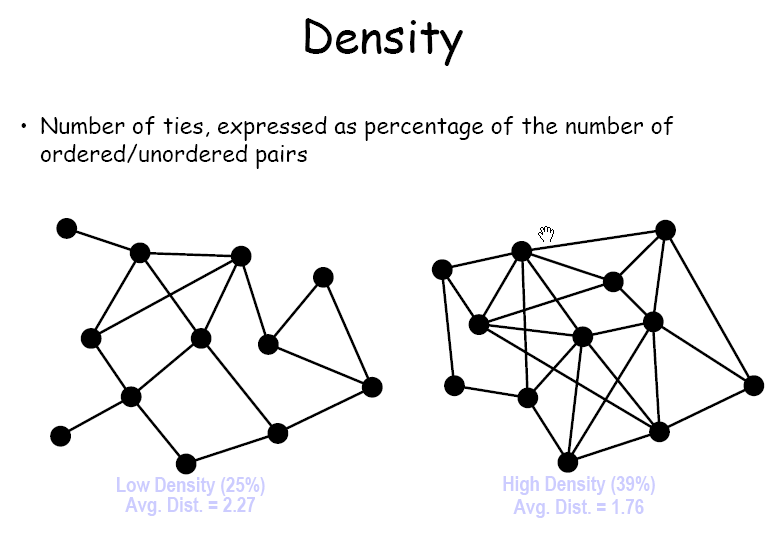 Density
• Number of ties, expressed as percentage of the number of
ordered/unordered pairs
Low Density (25%)
Avg. Dist. = 2.27
High Density (39%)
Avg. Dist. = 1.76